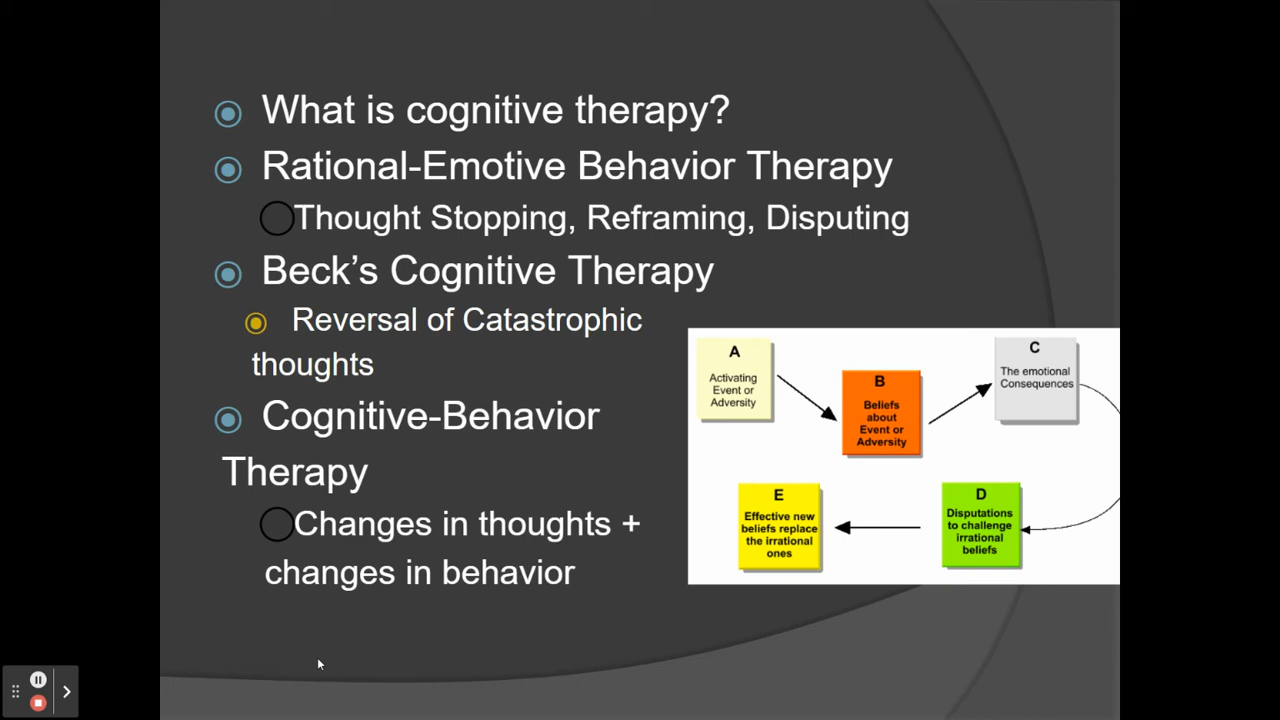 What is cognitive therapy?
Rational-Emotive Behavior Therapy
Thought Stopping, Reframing, Disputing
Beck's Cognitive Therapy
Reversal of Catastrophic
thoughts
Cognitive-Behavior
Therapy
Changes in thoughts +
changes in behavior
A
Activating
Event or
Adversity
B
Beliefs
about
Event or
Adversity
C
The emotional
Consequences
D
Disputations
to challenge
irrational
beliefs
E
Effective new
beliefs replace
the irrational
ones